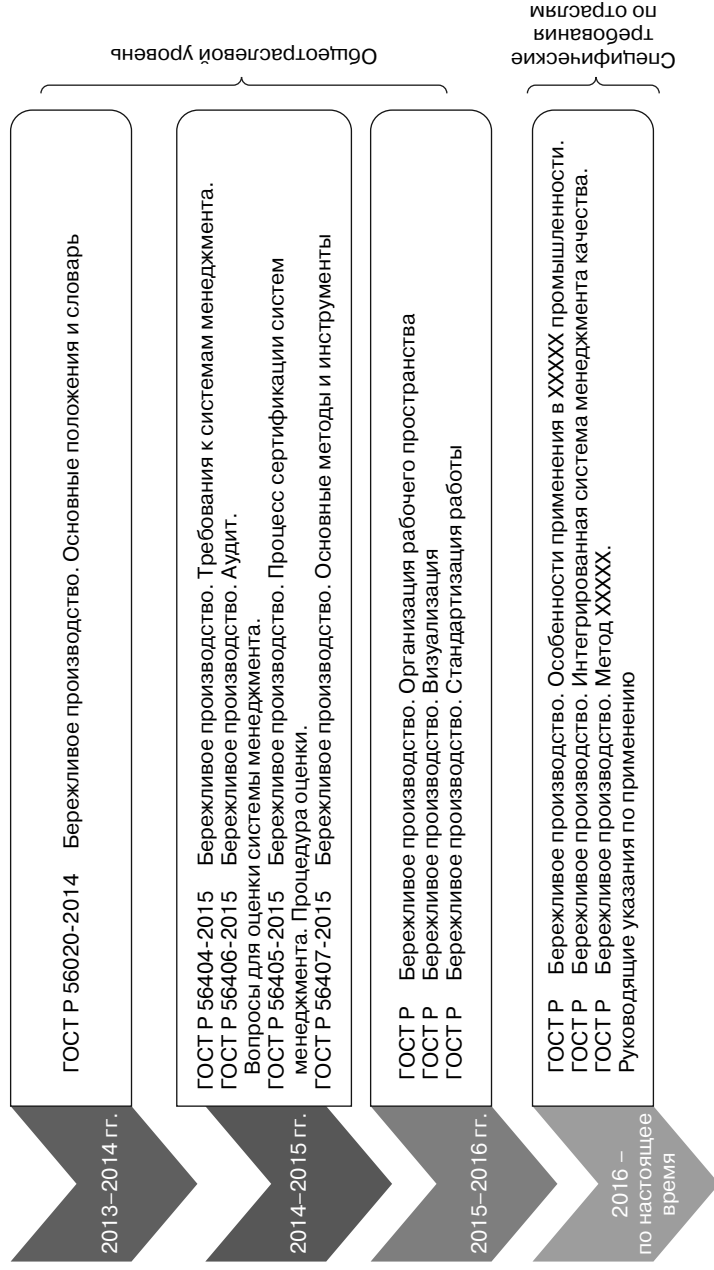 2013–2014 гг.
ГОСТ Р 56020-2014 Бережливое производство. Основные положения и словарь
2014–2015 гг.
ГОСТ Р 56404-2015 Бережливое производство. Требования к системам менеджмента.
ГОСТ Р 56406-2015 Бережливое производство. Аудит.
Вопросы для оценки системы менеджмента.
ГОСТ Р 56405-2015 Бережливое производство. Процесс сертификации систем
менеджмента. Процедура оценки.
ГОСТ Р 56407-2015 Бережливое производство. Основные методы и инструменты
2015–2016 гг.
ГОСТ Р Бережливое производство. Организация рабочего пространства
ГОСТ Р Бережливое производство. Визуализация
ГОСТ Р Бережливое производство. Стандартизация работы
Общеотраслевой уровень
2016 –
по настоящее
время
ГОСТ Р Бережливое производство. Особенности применения в XXXXX промышленности.
ГОСТ Р Бережливое производство. Интегрированная система менеджмента качества.
ГОСТ Р Бережливое производство. Метод XXXXX.
Руководящие указания по применению
Специфические
требования
по отраслям